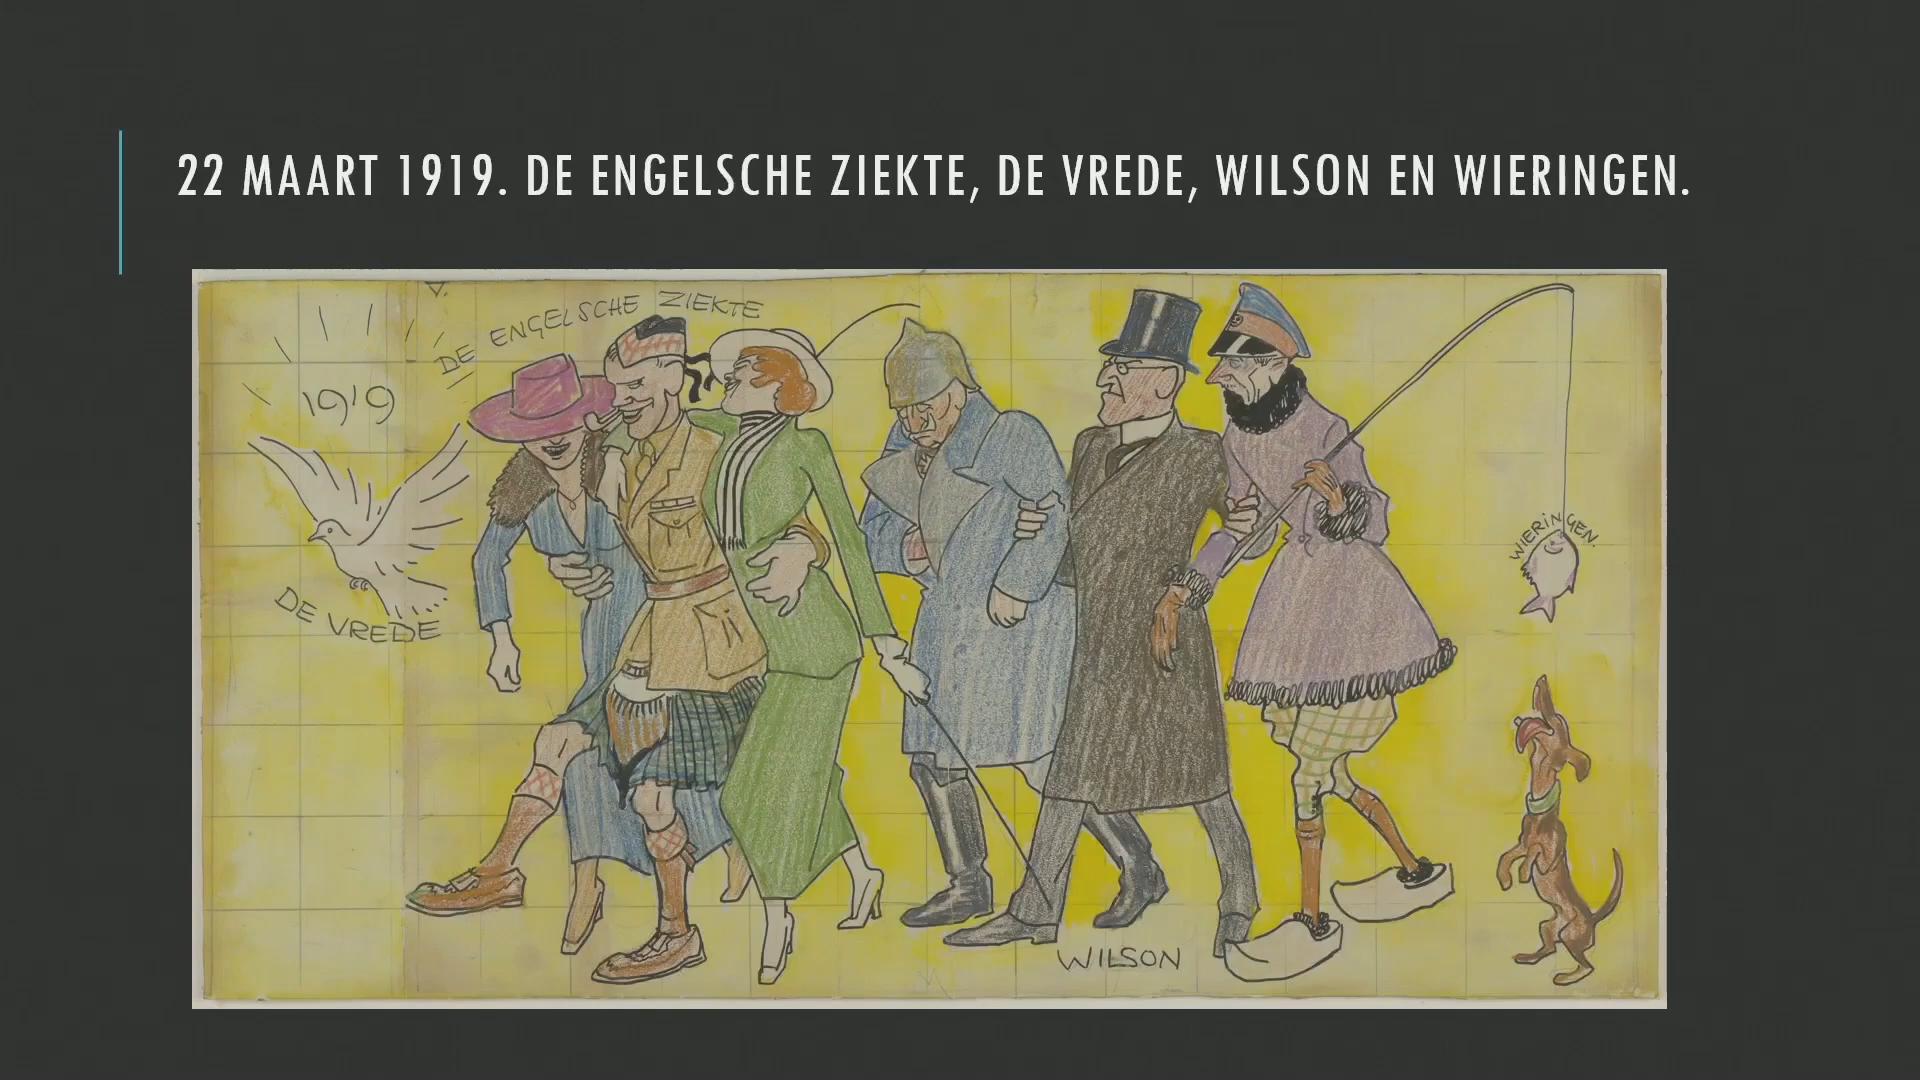 22 MAART 1919. DE ENGELSCHE ZIEKTE, DE VREDE, WILSON EN WIERINGEN.
DE ENGELSCHE ZIEKTE
1919
DE VREDE
WIERINGEN.
WILSON